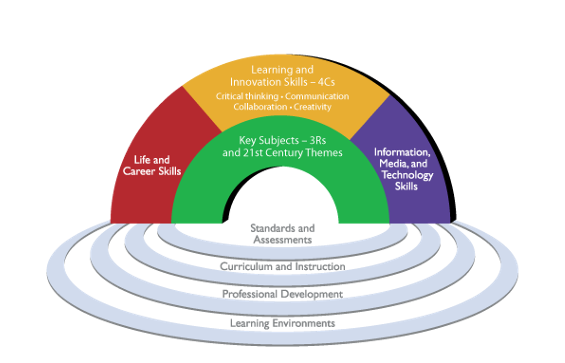 Learning and
Innovation Skills – 4Cs
Critical thinking • Communication
Collaboration • Creativity
Key Subjects – 3Rs
and 21st Century Themes
Life and
Career Skills
Information,
Media, and
Technology
Skills
Standards and
Assessments
Curriculum and Instruction
Professional Development
Learning Environments